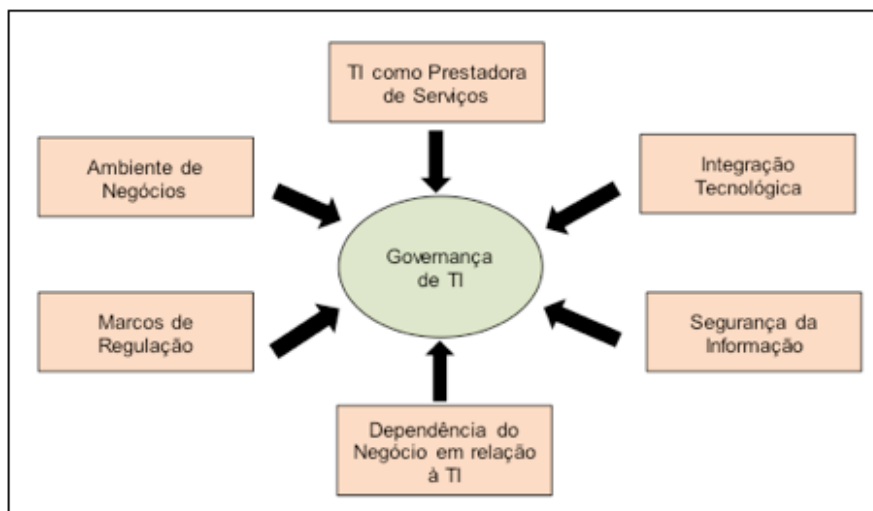 TI como Prestadora
de Serviços
Ambiente de
Negócios
Integração
Tecnológica
Governança
de TI
Marcos de
Regulação
Segurança da
Informação
Dependência do
Negócio em relação
à TI